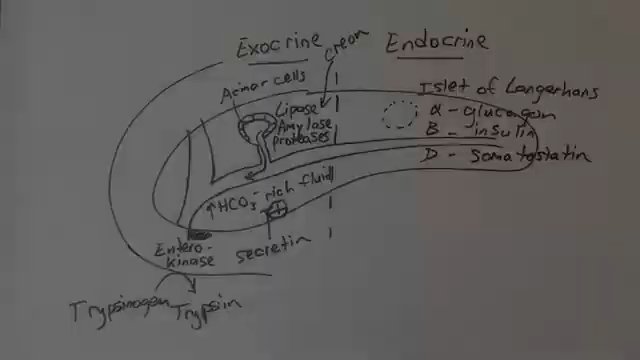 Exocrine
creon
Endocrine
Acinar cells
Lipase
Amylase
proteases
Islet of Langerhans
α - glucagon
B - insulin
D - somatostatin
↑HCO3- rich fluid
+
Entero-
kinase
secretin
Trypsinogen Trypsin